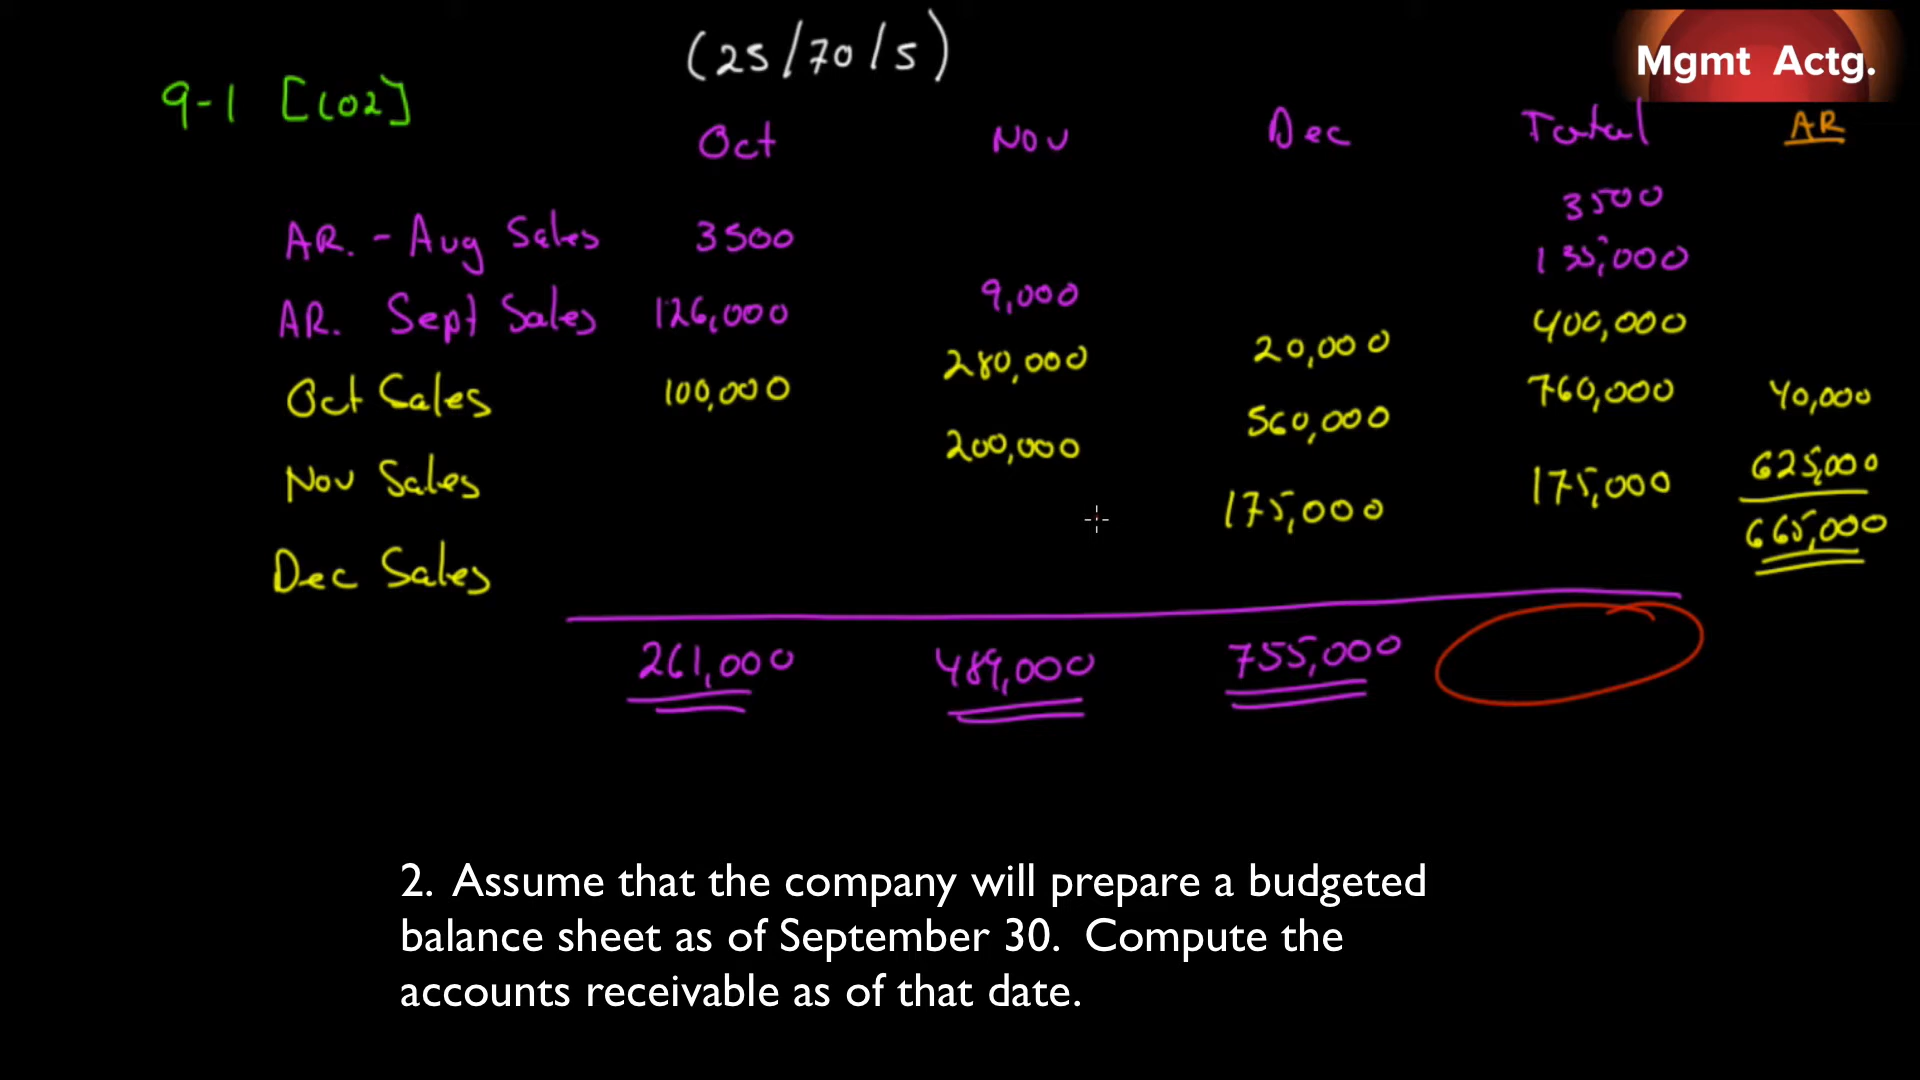 (25/70/5)
Mgmt Actg.
9-1 [LO2]
Oct Nov Dec Total AR
AR. - Aug Sales 3500 3500
AR. Sept Sales 126,000 9,000 135,000
Oct Sales 100,000 280,000 20,000 400,000
Nov Sales 200,000 560,000 760,000 40,000
Dec Sales 175,000 175,000 625,000
665,000
261,000 489,000 755,000
2. Assume that the company will prepare a budgeted
balance sheet as of September 30. Compute the
accounts receivable as of that date.